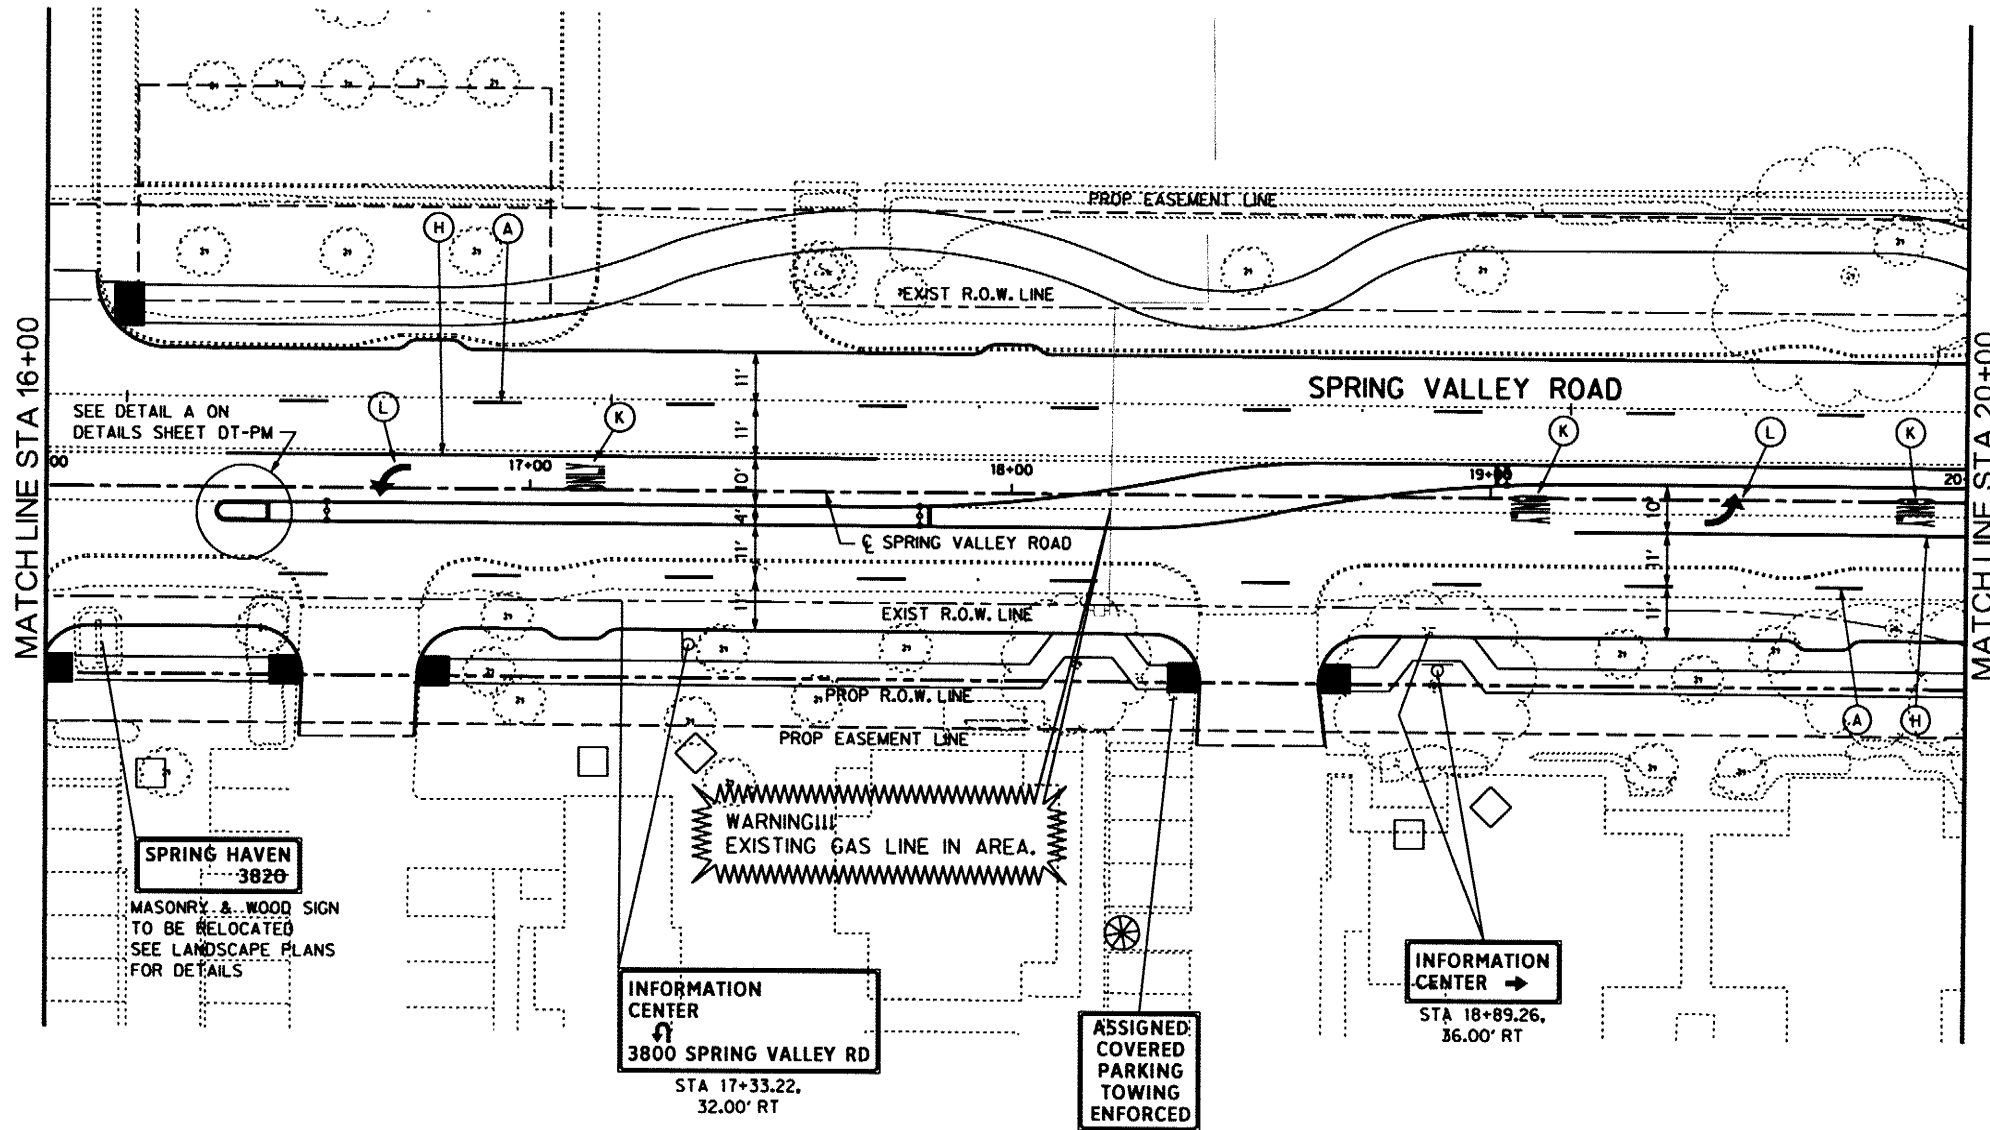 PROP EASEMENT LINE
H
A
EXIST R.O.W. LINE
MATCH LINE STA 16+00
MATCH LINE STA 20+00
SPRING VALLEY ROAD
11'
11'
10'
4'
11'
11'
SEE DETAIL A ON
DETAILS SHEET DT-PM
L
K
K
L
K
00
17+00
18+00
19+
20
10'
11'
11'
℄ SPRING VALLEY ROAD
EXIST R.O.W. LINE
PROP R.O.W. LINE
PROP EASEMENT LINE
A
H
WARNING!!!
EXISTING GAS LINE IN AREA.
SPRING HAVEN
3820
MASONRY & WOOD SIGN
TO BE RELOCATED
SEE LANDSCAPE PLANS
FOR DETAILS
INFORMATION
CENTER
3800 SPRING VALLEY RD
STA 17+33.22,
32.00' RT
ASSIGNED
COVERED
PARKING
TOWING
ENFORCED
INFORMATION
CENTER →
STA 18+89.26,
36.00' RT